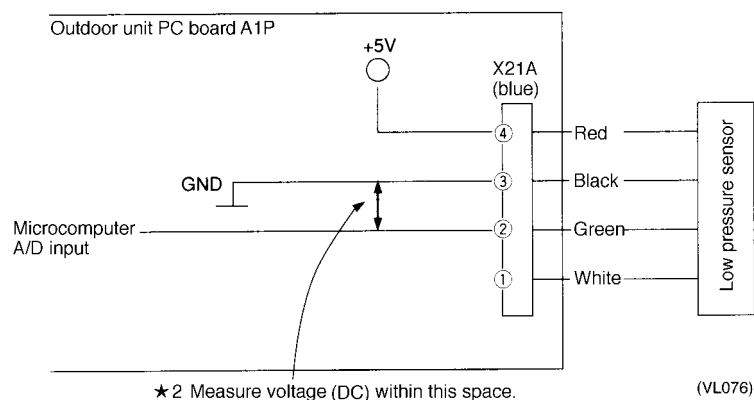 Outdoor unit PC board A1P
+5V
X21A
(blue)
④ Red
GND
③ Black
Microcomputer
A/D input
② Green
① White
Low pressure sensor
★2 Measure voltage (DC) within this space.
(VL076)